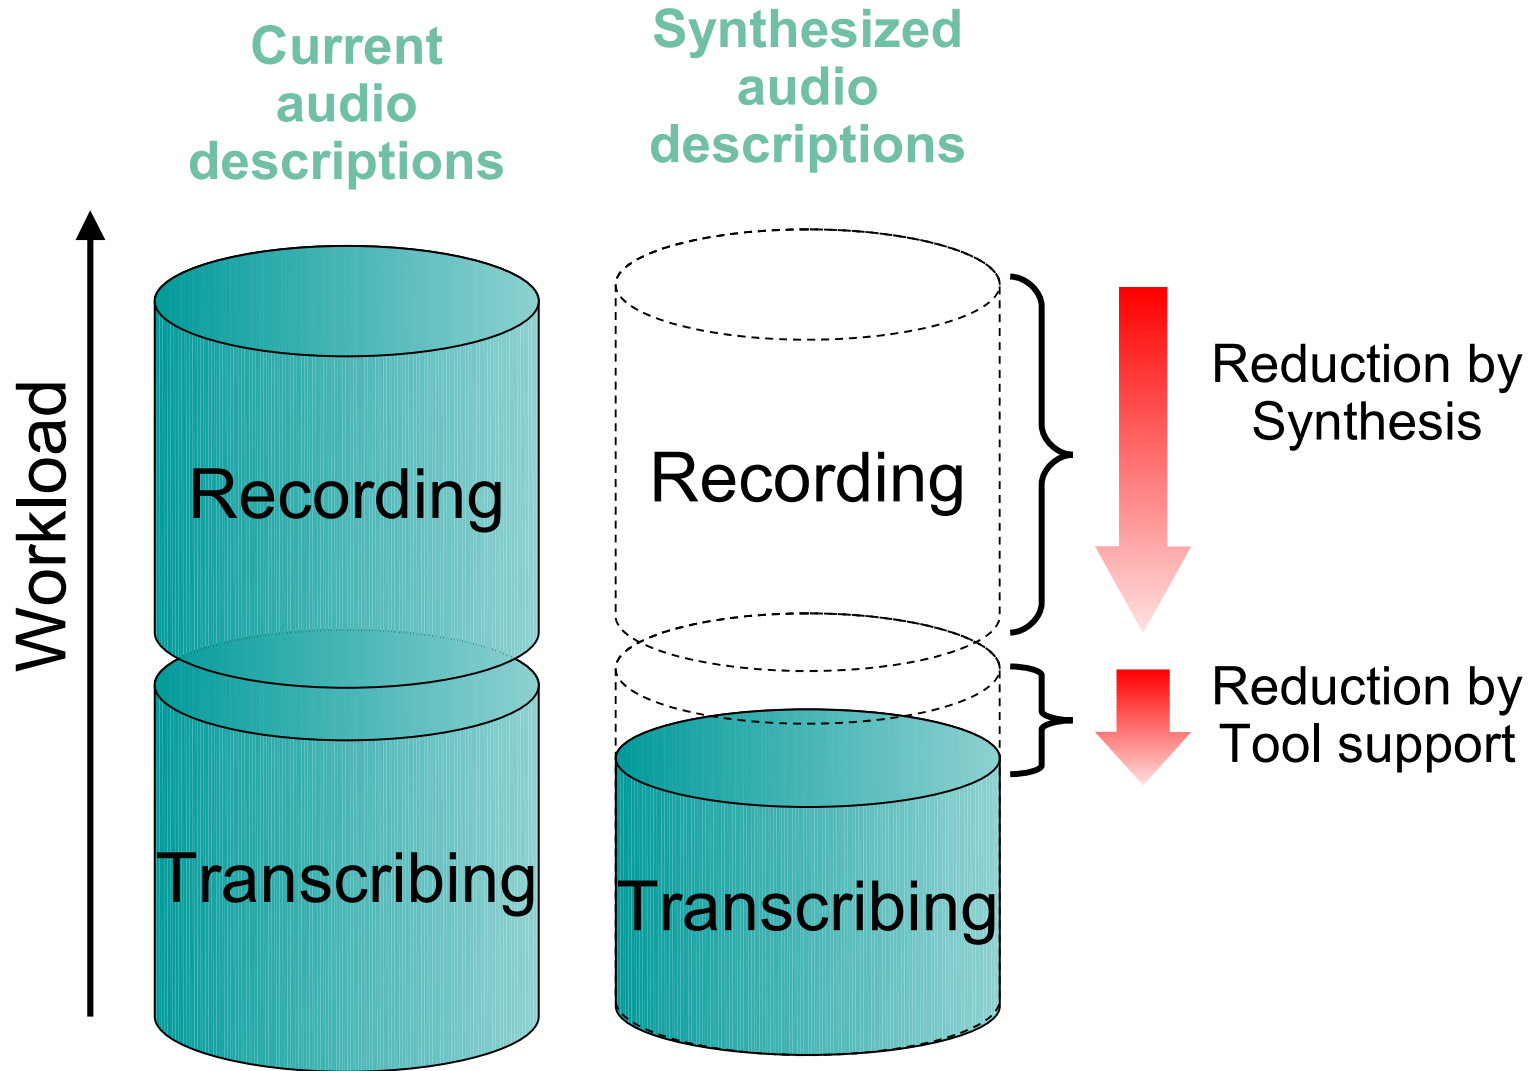 Current
audio
descriptions
Synthesized
audio
descriptions
Workload
Recording
Transcribing
Recording
Transcribing
Reduction by
Synthesis
Reduction by
Tool support